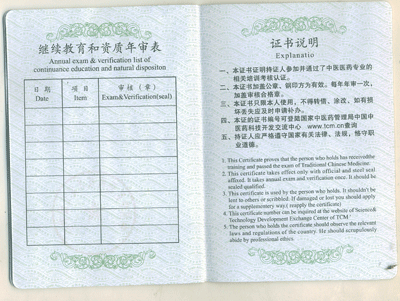 继续教育和资质年审表
Annual exam & verification list of
continuance education and natural dispositon
日 期 项 目 审 核 （ 章 ）
Date Item Exam&Verification(seal)
证书说明
Explanatio
一、本证书证明持证人参加并通过了中医医药专业的
相关培训考核认证。
二、本证书加盖公章、钢印方为有效，每年年审一次，
加盖审核合格章。
三、本证书只限本人使用，不得转借、涂改，如有损
坏丢失应及时申请补办。
四、本证书的证书编号可登陆国家中医药管理局中国中
医药科技开发交流中心 www.tcm.cn查询
五、持证人应严格遵守国家有关法律、法规，恪守职
业道德。
1 This Certificate proves that the person who holds has receivedthe
training and passed the exam of Traditional Chinese Medicine.
2 This certificate takes affect only with official and steel seal
affixed. It takes annual exam and verification once. It should be
sealed qualified.
3 This certificate is used by the person who holds. It shouldn't be
lent to others or scribbled. If damaged or lost you should apply
for a supplementary way.( reapply the certificate)
4 This certificate number can be inquired at the website of Science&
Technology Development Exchange Center of TCM "
5 The person who holds the certificate should observe the relevant
laws and regulations of the country. He should scrupulously
abide by professional ethics.